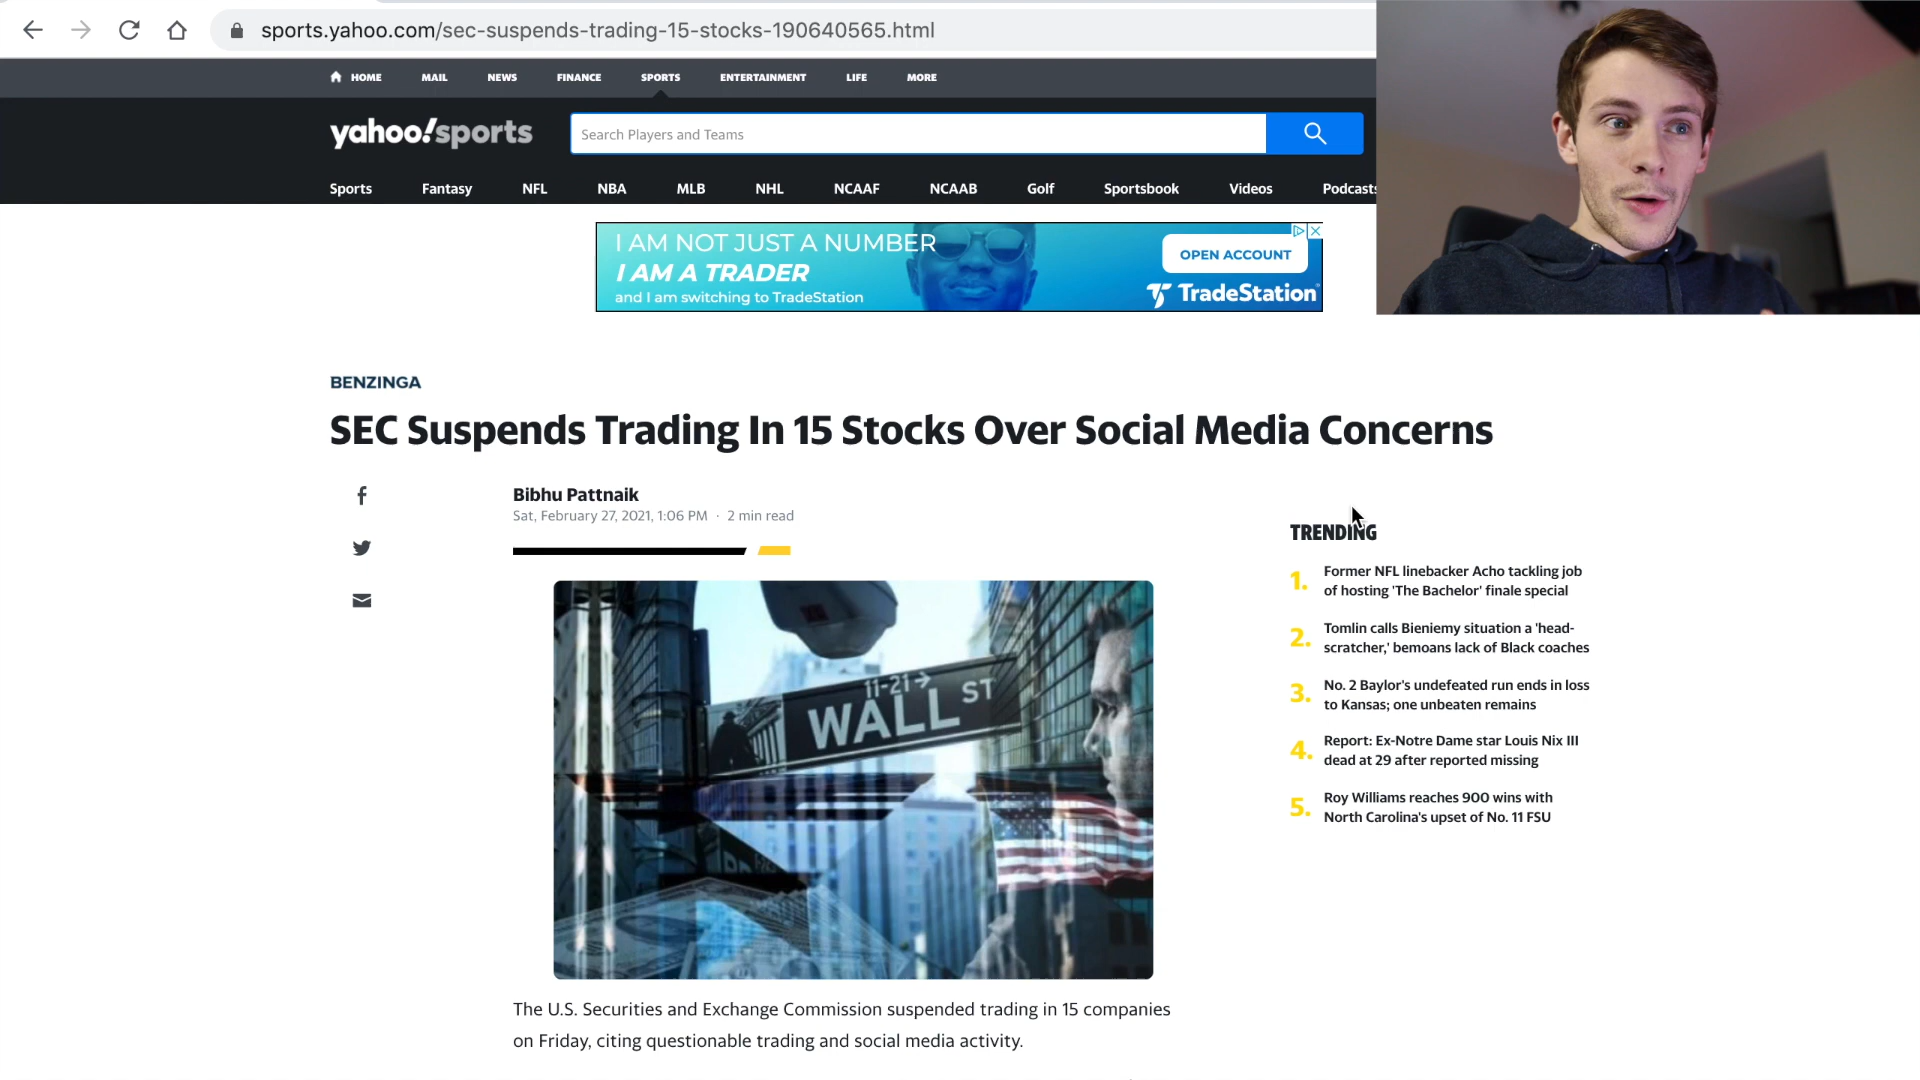 sports.yahoo.com/sec-suspends-trading-15-stocks-190640565.html
HOME MAIL NEWS FINANCE SPORTS ENTERTAINMENT LIFE MORE
yahoo!sports
Search Players and Teams
Sports Fantasy NFL NBA MLB NHL NCAAF NCAAB Golf Sportsbook Videos Podcasts
I AM NOT JUST A NUMBER
I AM A TRADER
and I am switching to TradeStation
OPEN ACCOUNT
TradeStation
BENZINGA
SEC Suspends Trading In 15 Stocks Over Social Media Concerns
Bibhu Pattnaik
Sat, February 27, 2021, 1:06 PM · 2 min read
11-21
WALL ST
TRENDING
1. Former NFL linebacker Acho tackling job
of hosting 'The Bachelor' finale special
2. Tomlin calls Bieniemy situation a 'head-
scratcher,' bemoans lack of Black coaches
3. No. 2 Baylor's undefeated run ends in loss
to Kansas; one unbeaten remains
4. Report: Ex-Notre Dame star Louis Nix III
dead at 29 after reported missing
5. Roy Williams reaches 900 wins with
North Carolina's upset of No. 11 FSU
The U.S. Securities and Exchange Commission suspended trading in 15 companies
on Friday, citing questionable trading and social media activity.